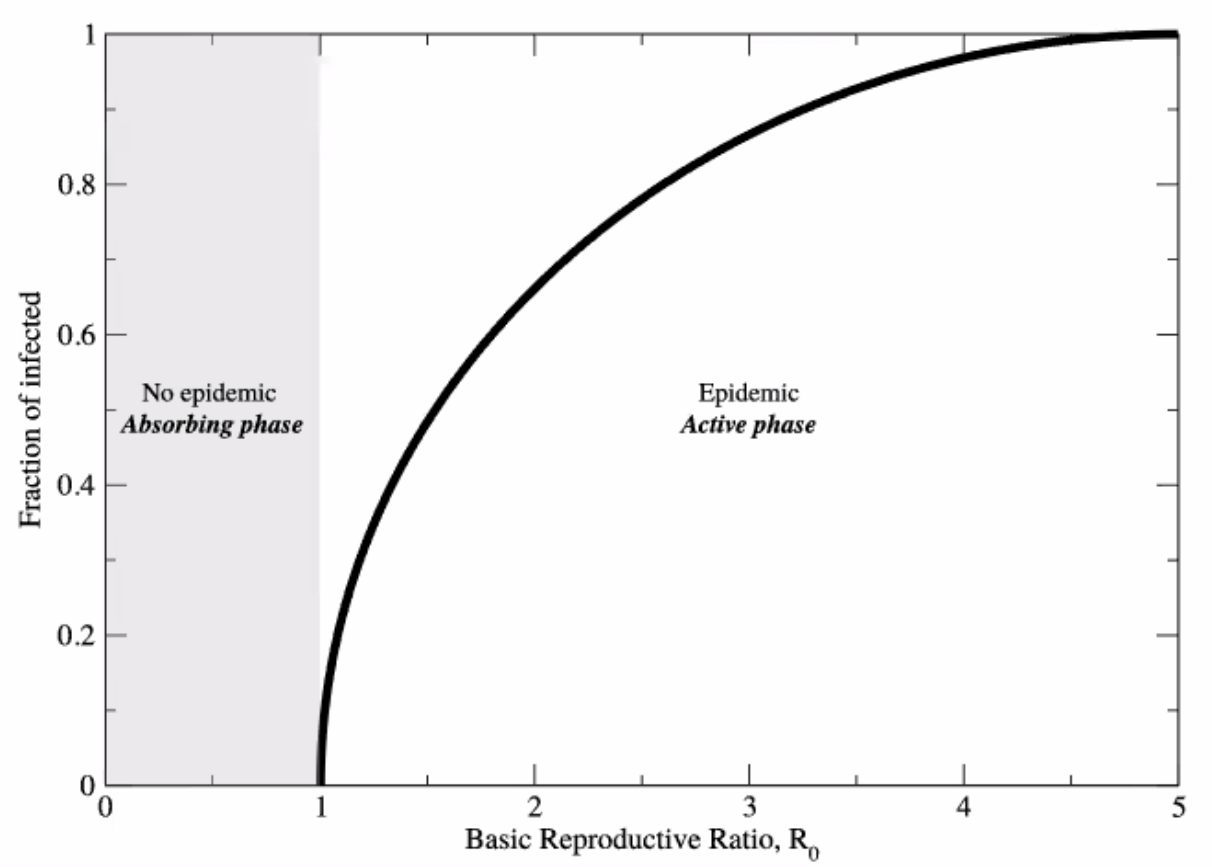 1
0.8
0.6
0.4
0.2
0
Fraction of infected
No epidemic
Absorbing phase
Epidemic
Active phase
0 1 2 3 4 5
Basic Reproductive Ratio, R0